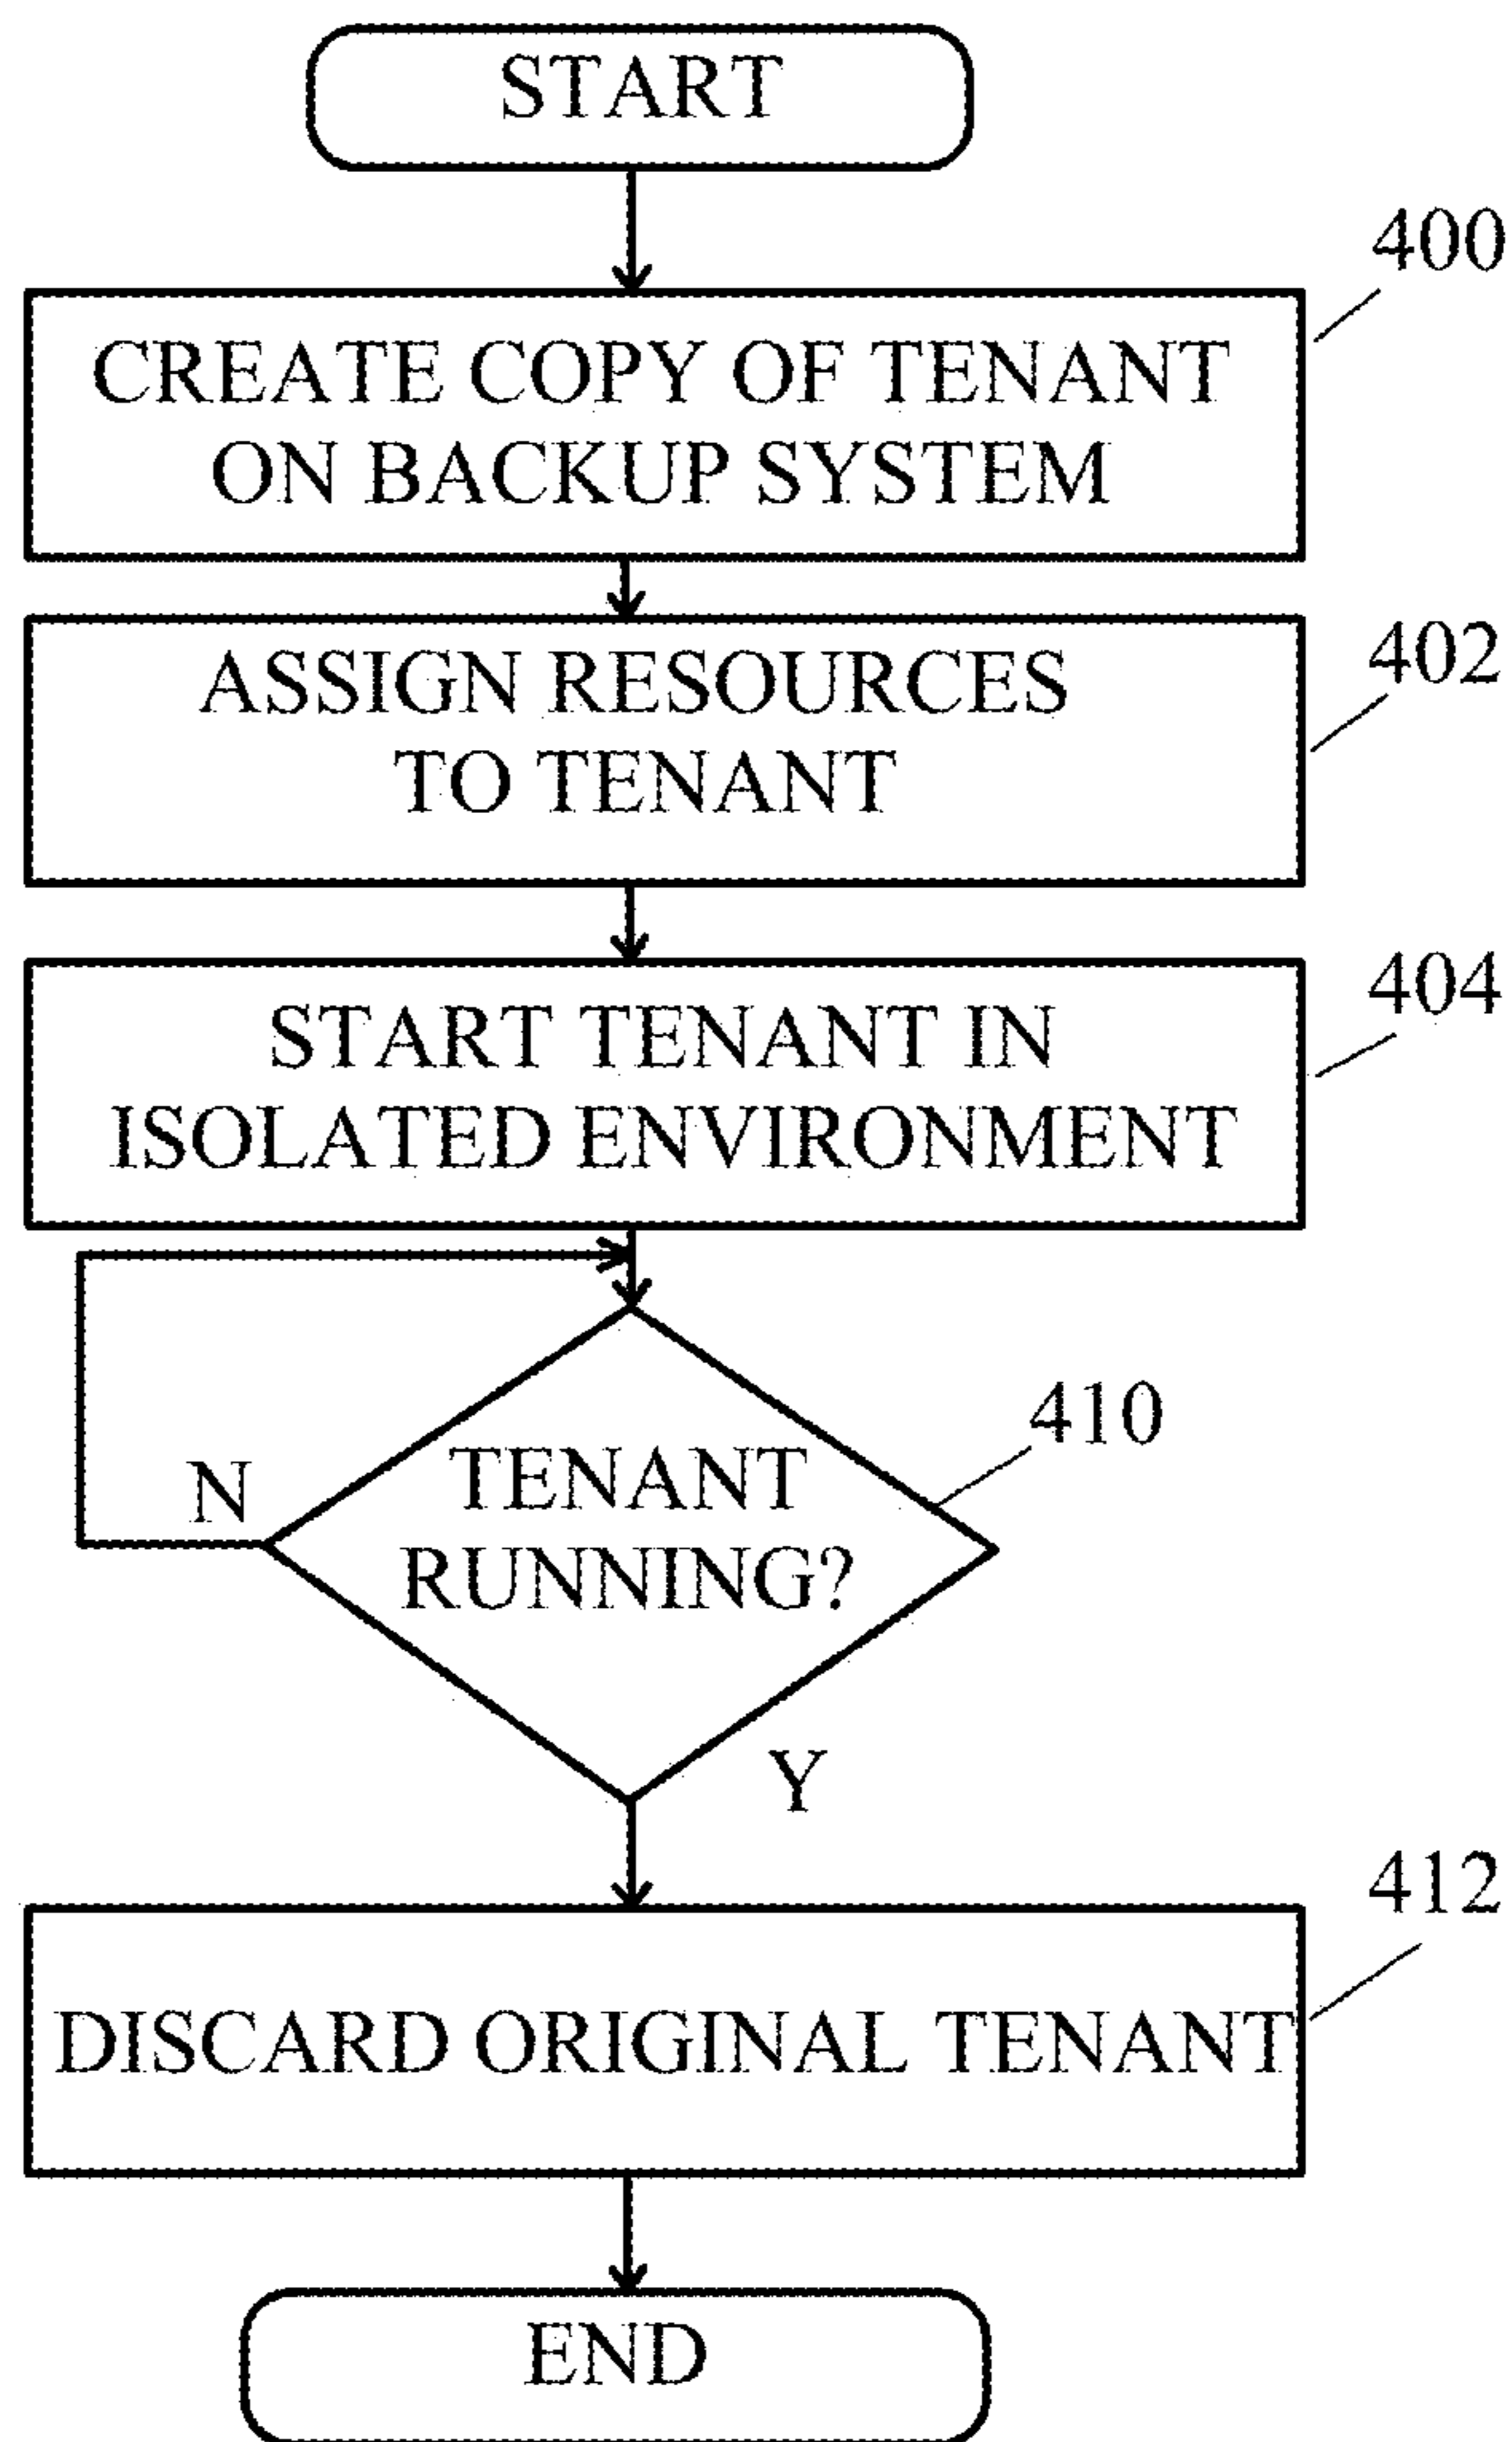 START
400
CREATE COPY OF TENANT
ON BACKUP SYSTEM
402
ASSIGN RESOURCES
TO TENANT
404
START TENANT IN
ISOLATED ENVIRONMENT
410
N
TENANT
RUNNING?
Y
412
DISCARD ORIGINAL TENANT
END